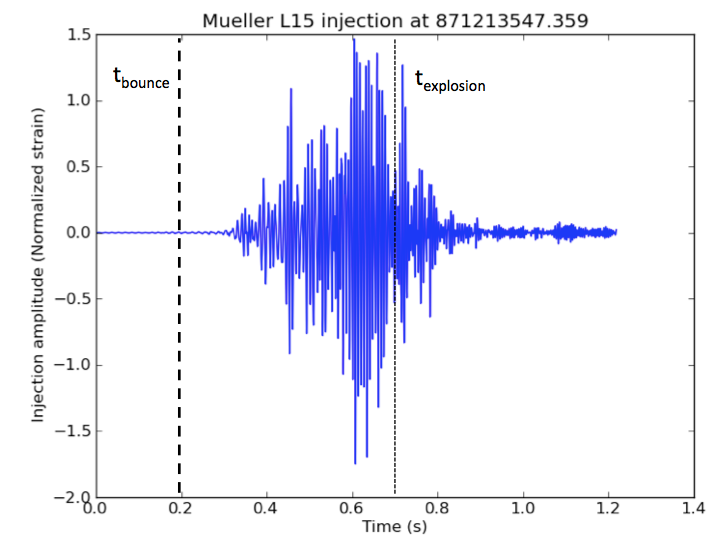 Mueller L15 injection at 871213547.359
t_bounce
t_explosion
Injection amplitude (Normalized strain)
1.5
1.0
0.5
0.0
−0.5
−1.0
−1.5
−2.0
0.0 0.2 0.4 0.6 0.8 1.0 1.2 1.4
Time (s)